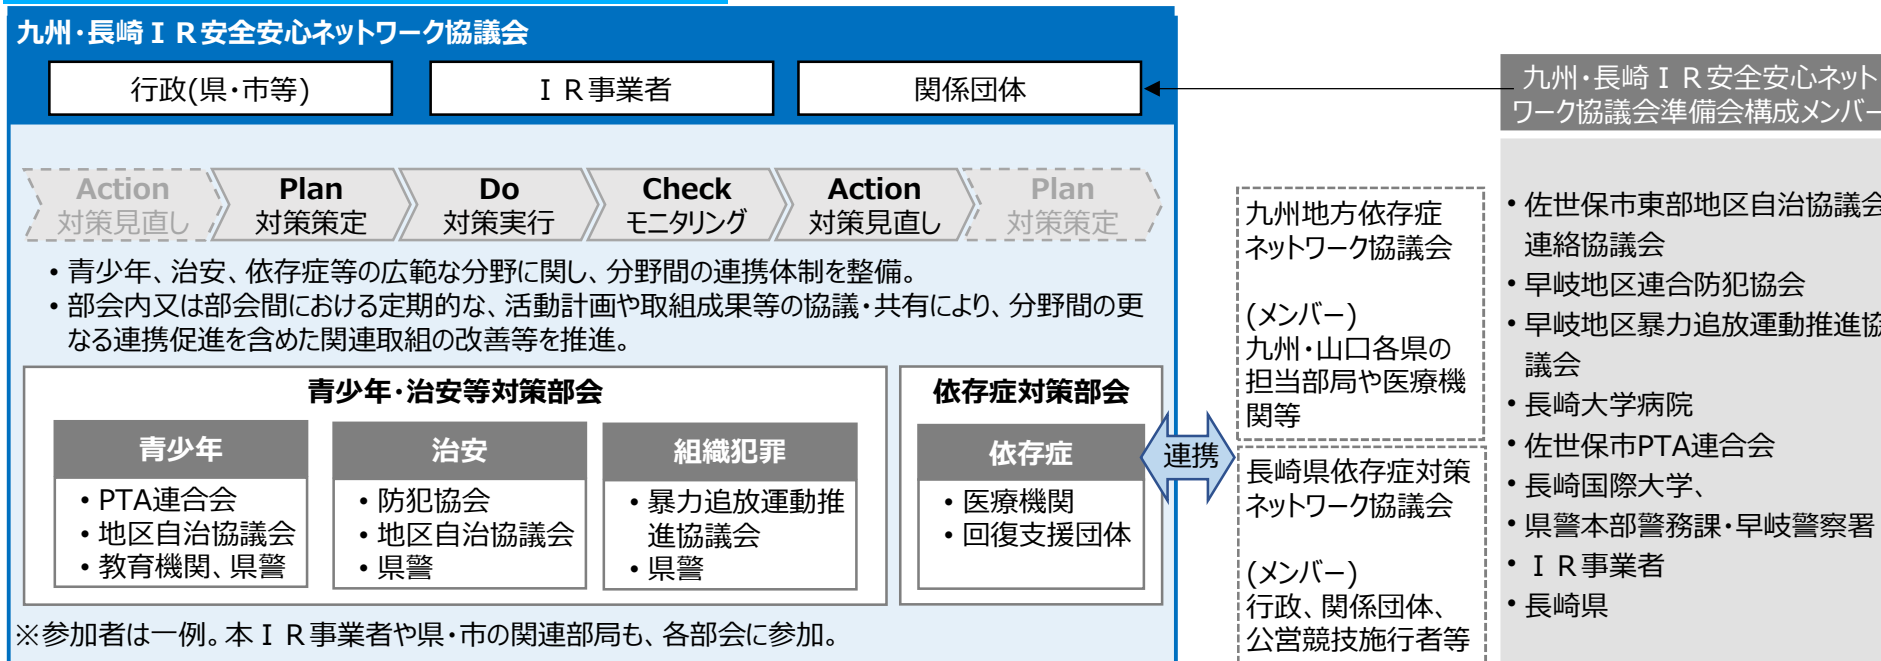 九州・長崎ＩＲ安全安心ネットワーク協議会
行政(県・市等)
ＩＲ事業者
関係団体
Action
対策見直し
Plan
対策策定
Do
対策実行
Check
モニタリング
Action
対策見直し
Plan
対策策定
• 青少年、治安、依存症等の広範な分野に関し、分野間の連携体制を整備。
• 部会内又は部会間における定期的な、活動計画や取組成果等の協議・共有により、分野間の更
なる連携促進を含めた関連取組の改善等を推進。
青少年・治安等対策部会
青少年
• PTA連合会
• 地区自治協議会
• 教育機関、県警
治安
• 防犯協会
• 地区自治協議会
• 県警
組織犯罪
• 暴力追放運動推
進協議会
• 県警
依存症対策部会
依存症
• 医療機関
• 回復支援団体
※参加者は一例。本ＩＲ事業者や県・市の関連部局も、各部会に参加。
連携
九州地方依存症
ネットワーク協議会
(メンバー)
九州・山口各県の
担当部局や医療機
関等
長崎県依存症対策
ネットワーク協議会
(メンバー)
行政、関係団体、
公営競技施行者等
九州・長崎ＩＲ安全安心ネット
ワーク協議会準備会構成メンバー
• 佐世保市東部地区自治協議会
連絡協議会
• 早岐地区連合防犯協会
• 早岐地区暴力追放運動推進協
議会
• 長崎大学病院
• 佐世保市PTA連合会
• 長崎国際大学、
• 県警本部警務課・早岐警察署
• ＩＲ事業者
• 長崎県